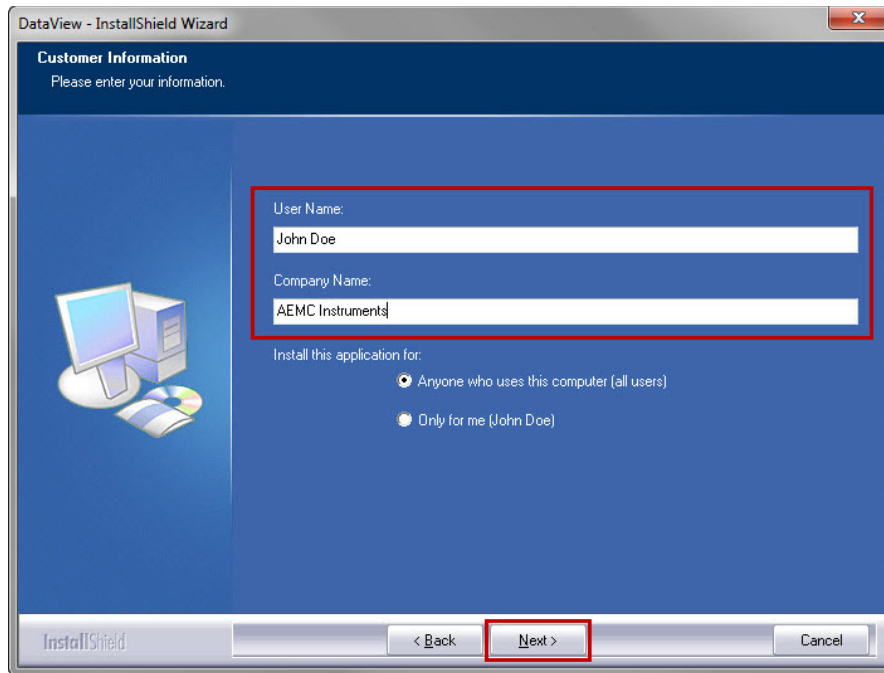 DataView - InstallShield Wizard
Customer Information
Please enter your information.
User Name:
John Doe
Company Name:
AEMC Instruments
Install this application for:
Anyone who uses this computer (all users)
Only for me (John Doe)
InstallShield
< Back
Next >
Cancel